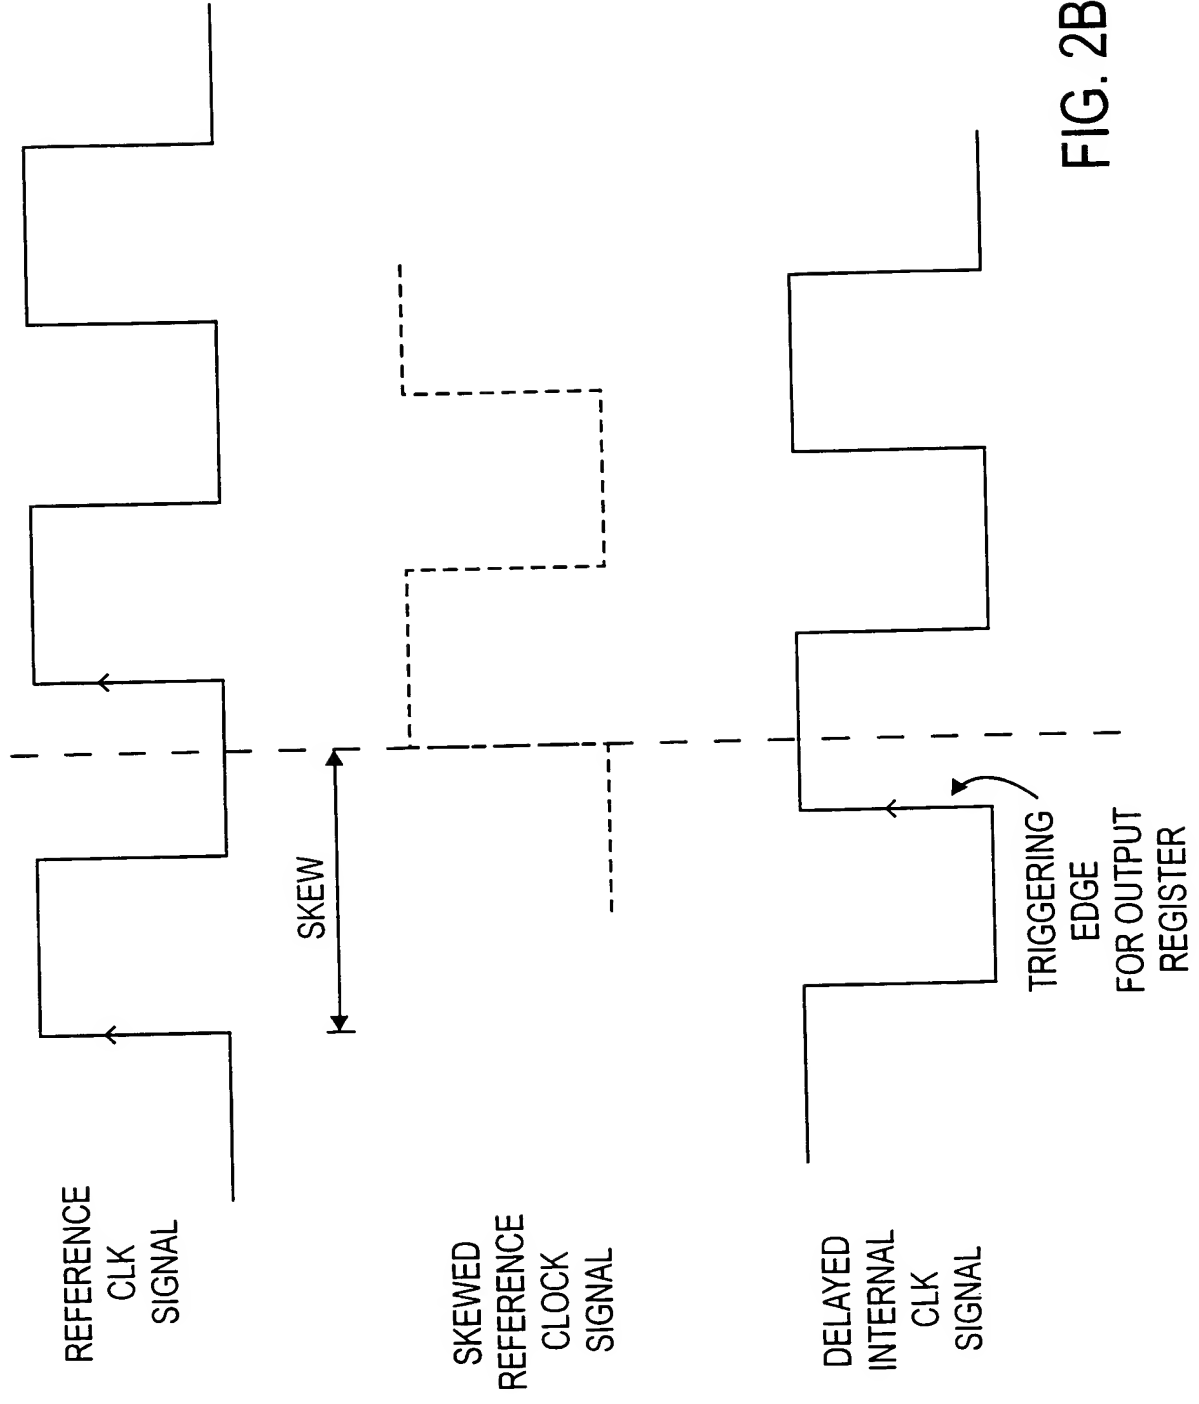 REFERENCE
CLK
SIGNAL
SKEW
SKEWED
REFERENCE
CLOCK
SIGNAL
DELAYED
INTERNAL
CLK
SIGNAL
TRIGGERING
EDGE
FOR OUTPUT
REGISTER
FIG. 2B